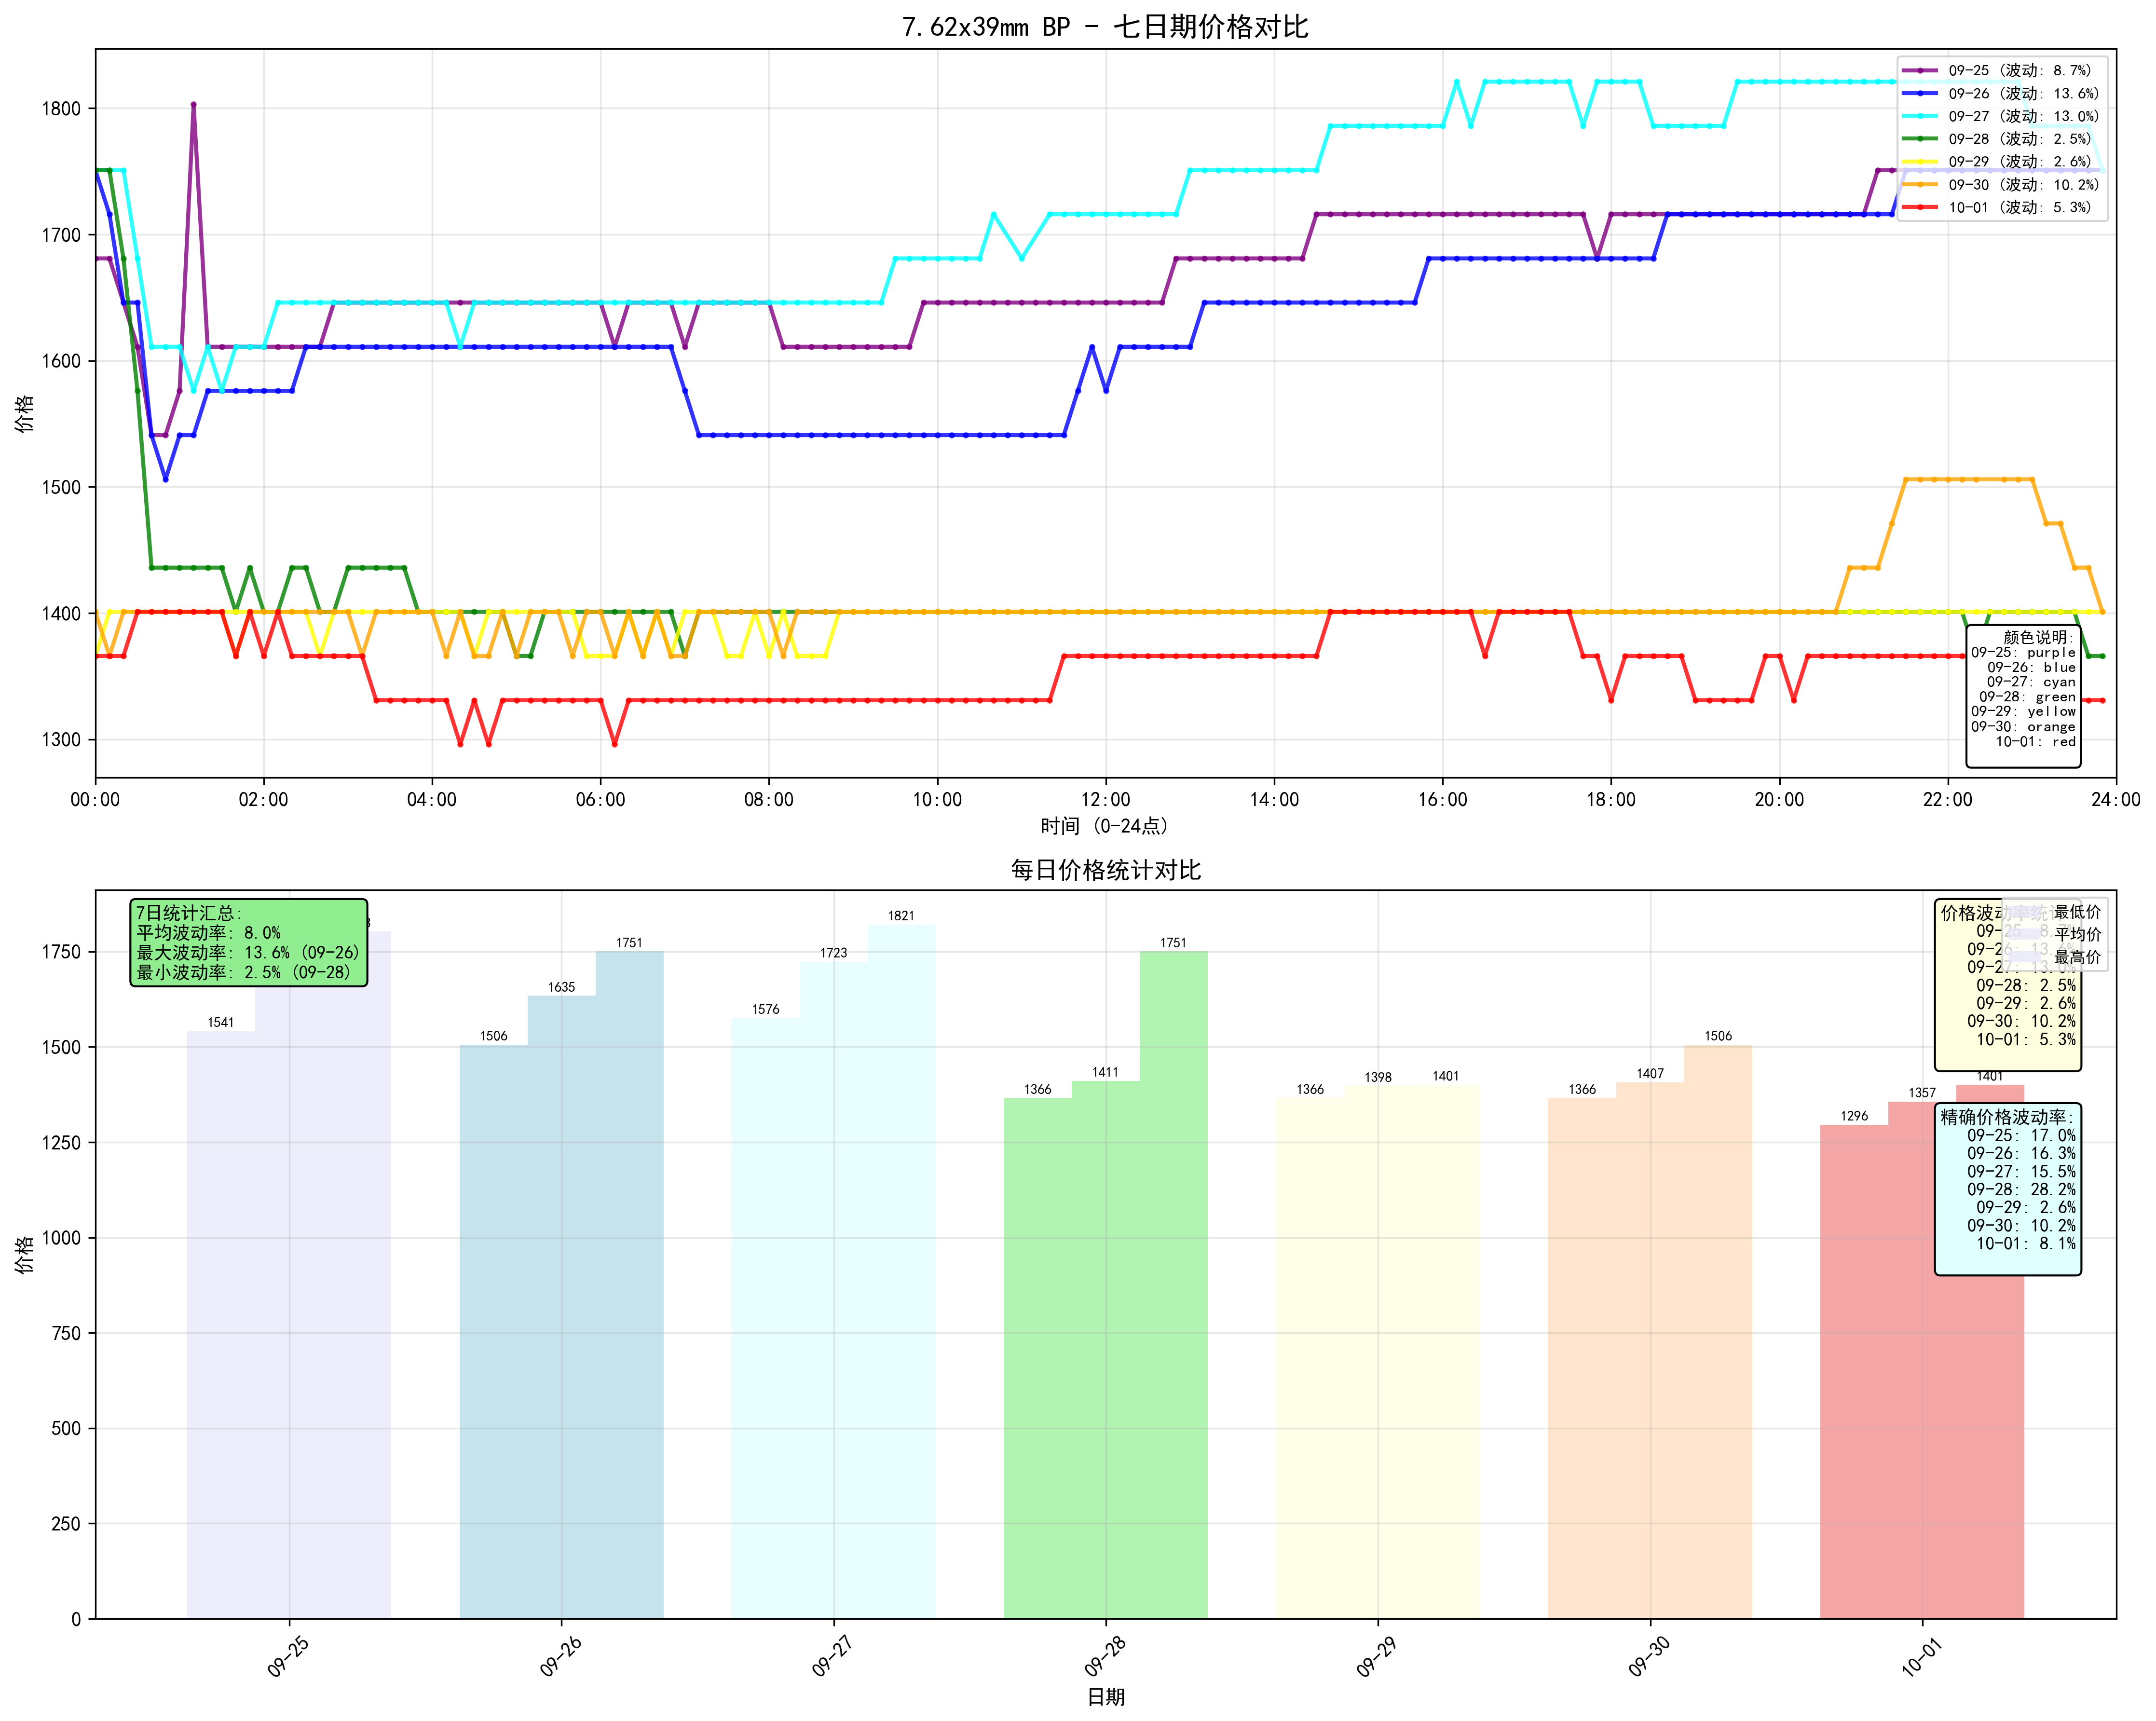 7.62x39mm BP - 七日期价格对比
价格
1800
1700
1600
1500
1400
1300
09-25 (波动: 8.7%)
09-26 (波动: 13.6%)
09-27 (波动: 13.0%)
09-28 (波动: 2.5%)
09-29 (波动: 2.6%)
09-30 (波动: 10.2%)
10-01 (波动: 5.3%)
颜色说明:
09-25: purple
09-26: blue
09-27: cyan
09-28: green
09-29: yellow
09-30: orange
10-01: red
00:00 02:00 04:00 06:00 08:00 10:00 12:00 14:00 16:00 18:00 20:00 22:00 24:00
时间 (0-24点)
每日价格统计对比
价格
1750
1500
1250
1000
750
500
250
0
7日统计汇总:
平均波动率: 8.0%
最大波动率: 13.6% (09-26)
最小波动率: 2.5% (09-28)
1541
1506 1635 1751
1576 1723 1821
1366 1411 1751
1366 1398 1401
1366 1407 1506
1296 1357 1401
最低价
平均价
最高价
价格波动率统计
09-28: 2.5%
09-29: 2.6%
09-30: 10.2%
10-01: 5.3%
精确价格波动率:
09-25: 17.0%
09-26: 16.3%
09-27: 15.5%
09-28: 28.2%
09-29: 2.6%
09-30: 10.2%
10-01: 8.1%
09-25 09-26 09-27 09-28 09-29 09-30 10-01
日期